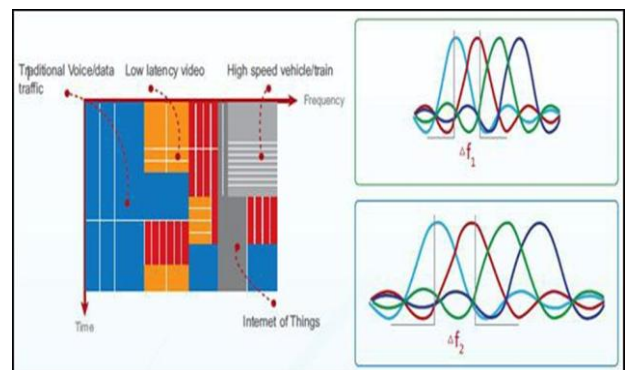 Traditional Voice/data
traffic
Low latency video
High speed vehicle/train
Frequency
Time
Internet of Things
Δf1
Δf2